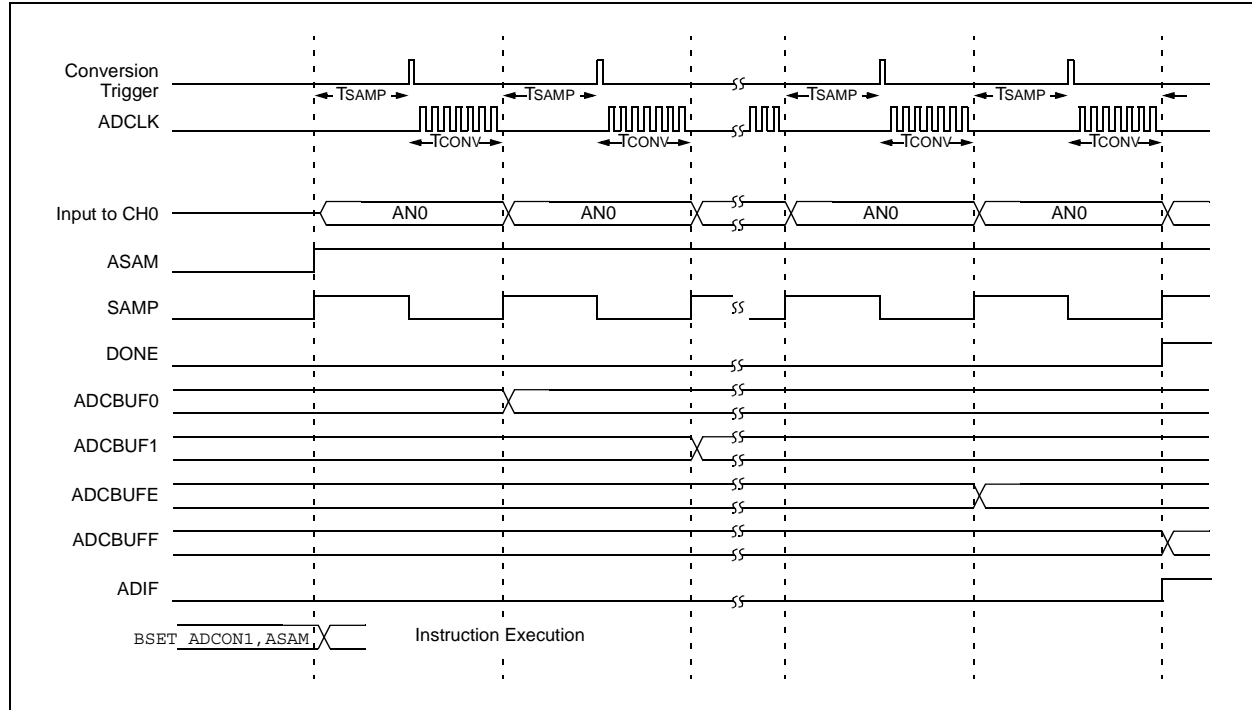 Conversion
Trigger
TSAMP TSAMP TSAMP TSAMP
ADCLK
TCONV TCONV TCONV TCONV
Input to CH0 AN0 AN0 AN0 AN0
ASAM
SAMP
DONE
ADCBUF0
ADCBUF1
ADCBUFE
ADCBUFF
ADIF
BSET ADCON1,ASAM Instruction Execution